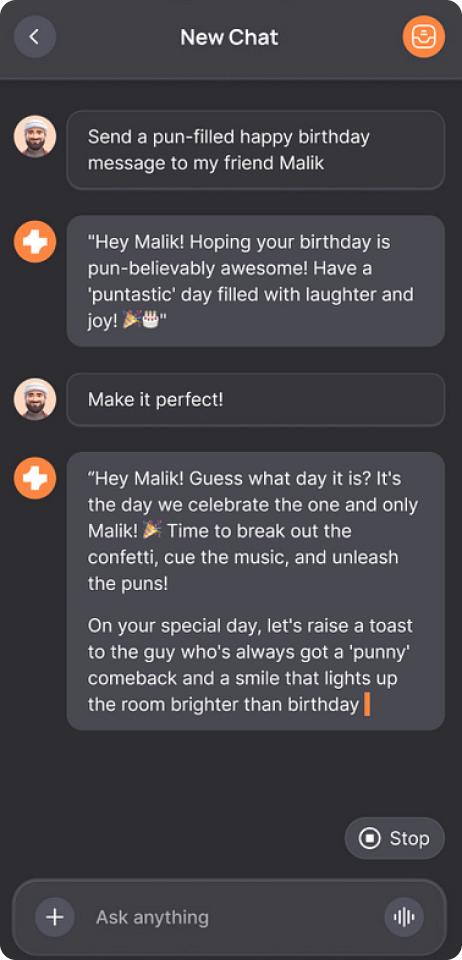 New Chat
Send a pun-filled happy birthday
message to my friend Malik
"Hey Malik! Hoping your birthday is
pun-believably awesome! Have a
'puntastic' day filled with laughter and
joy! 🎉🎂"
Make it perfect!
“Hey Malik! Guess what day it is? It's
the day we celebrate the one and only
Malik! 🎉 Time to break out the
confetti, cue the music, and unleash
the puns!
On your special day, let's raise a toast
to the guy who's always got a 'punny'
comeback and a smile that lights up
the room brighter than birthday
Stop
Ask anything